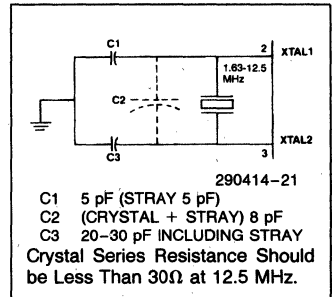 C1
2 XTAL1
1.63-12.5
MHz
C2
XTAL2
C3
3
290414-21
C1 5 pF (STRAY 5 pF)
C2 (CRYSTAL + STRAY) 8 pF
C3 20-30 pF INCLUDING STRAY
Crystal Series Resistance Should
be Less Than 30Ω at 12.5 MHz.